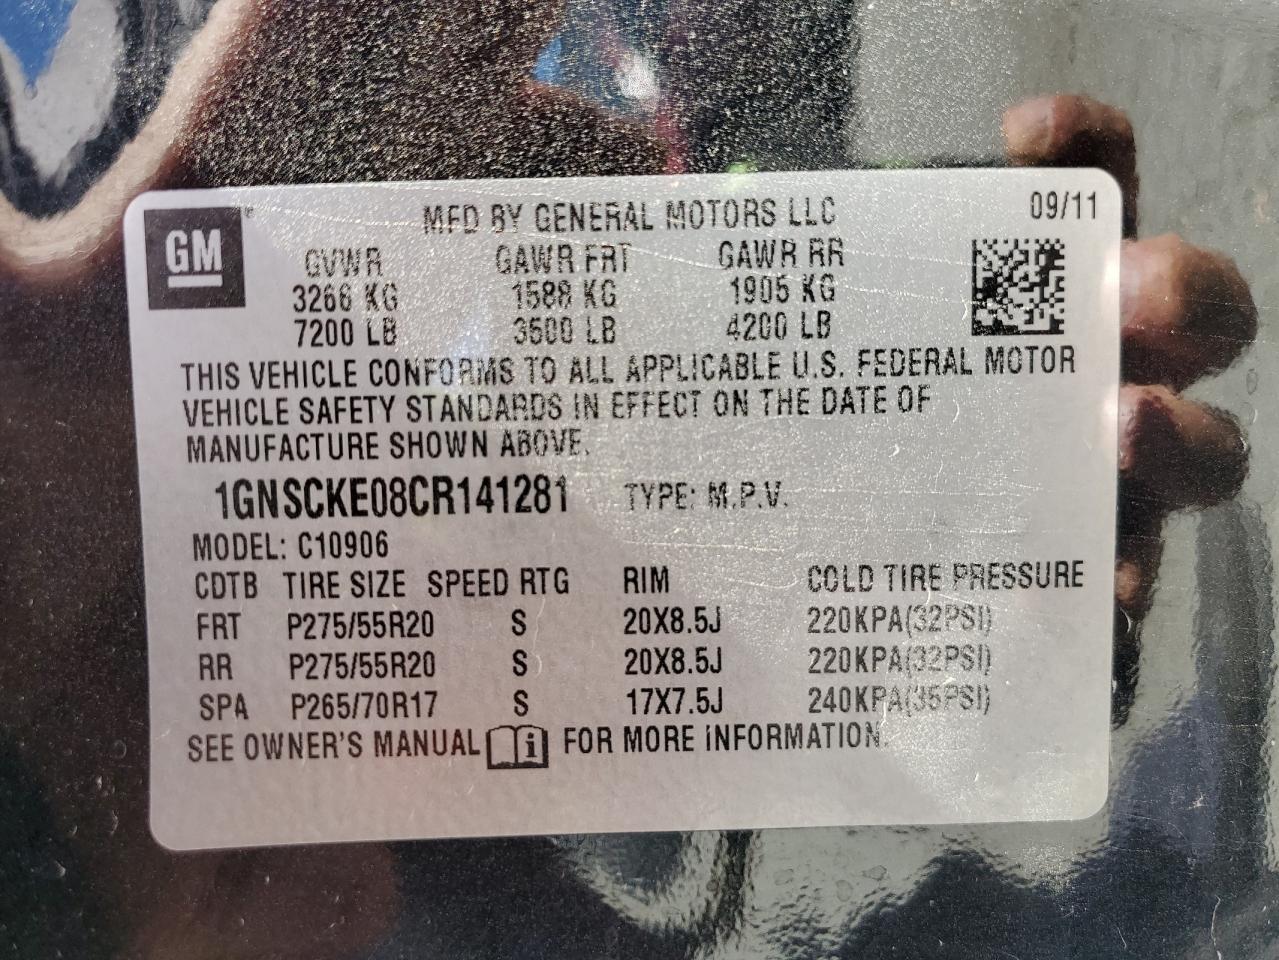 GM ® MFD BY GENERAL MOTORS LLC 09/11
GVWR GAWR FRT GAWR RR
3266 KG 1588 KG 1905 KG
7200 LB 3500 LB 4200 LB
THIS VEHICLE CONFORMS TO ALL APPLICABLE U.S. FEDERAL MOTOR
VEHICLE SAFETY STANDARDS IN EFFECT ON THE DATE OF
MANUFACTURE SHOWN ABOVE.
1GNSCKE08CR141281 TYPE: M.P.V.
MODEL: C10906
CDTB TIRE SIZE SPEED RTG RIM COLD TIRE PRESSURE
FRT P275/55R20 S 20X8.5J 220KPA(32PSI)
RR P275/55R20 S 20X8.5J 220KPA(32PSI)
SPA P265/70R17 S 17X7.5J 240KPA(35PSI)
SEE OWNER'S MANUAL i FOR MORE INFORMATION.